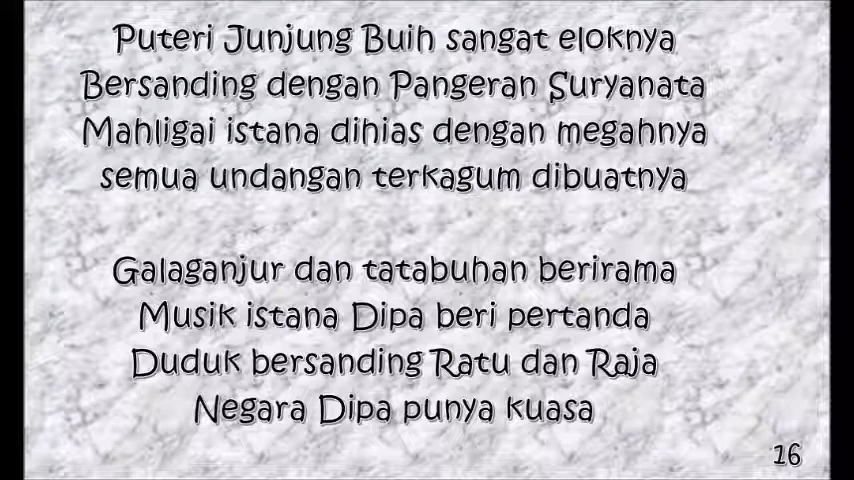 Puteri Junjung Buih sangat eloknya
Bersanding dengan Pangeran Suryanata
Mahligai istana dihias dengan megahnya
semua undangan terkagum dibuatnya
Galaganjur dan tatabuhan berirama
Musik istana Dipa beri pertanda
Duduk bersanding Ratu dan Raja
Negara Dipa punya kuasa
16